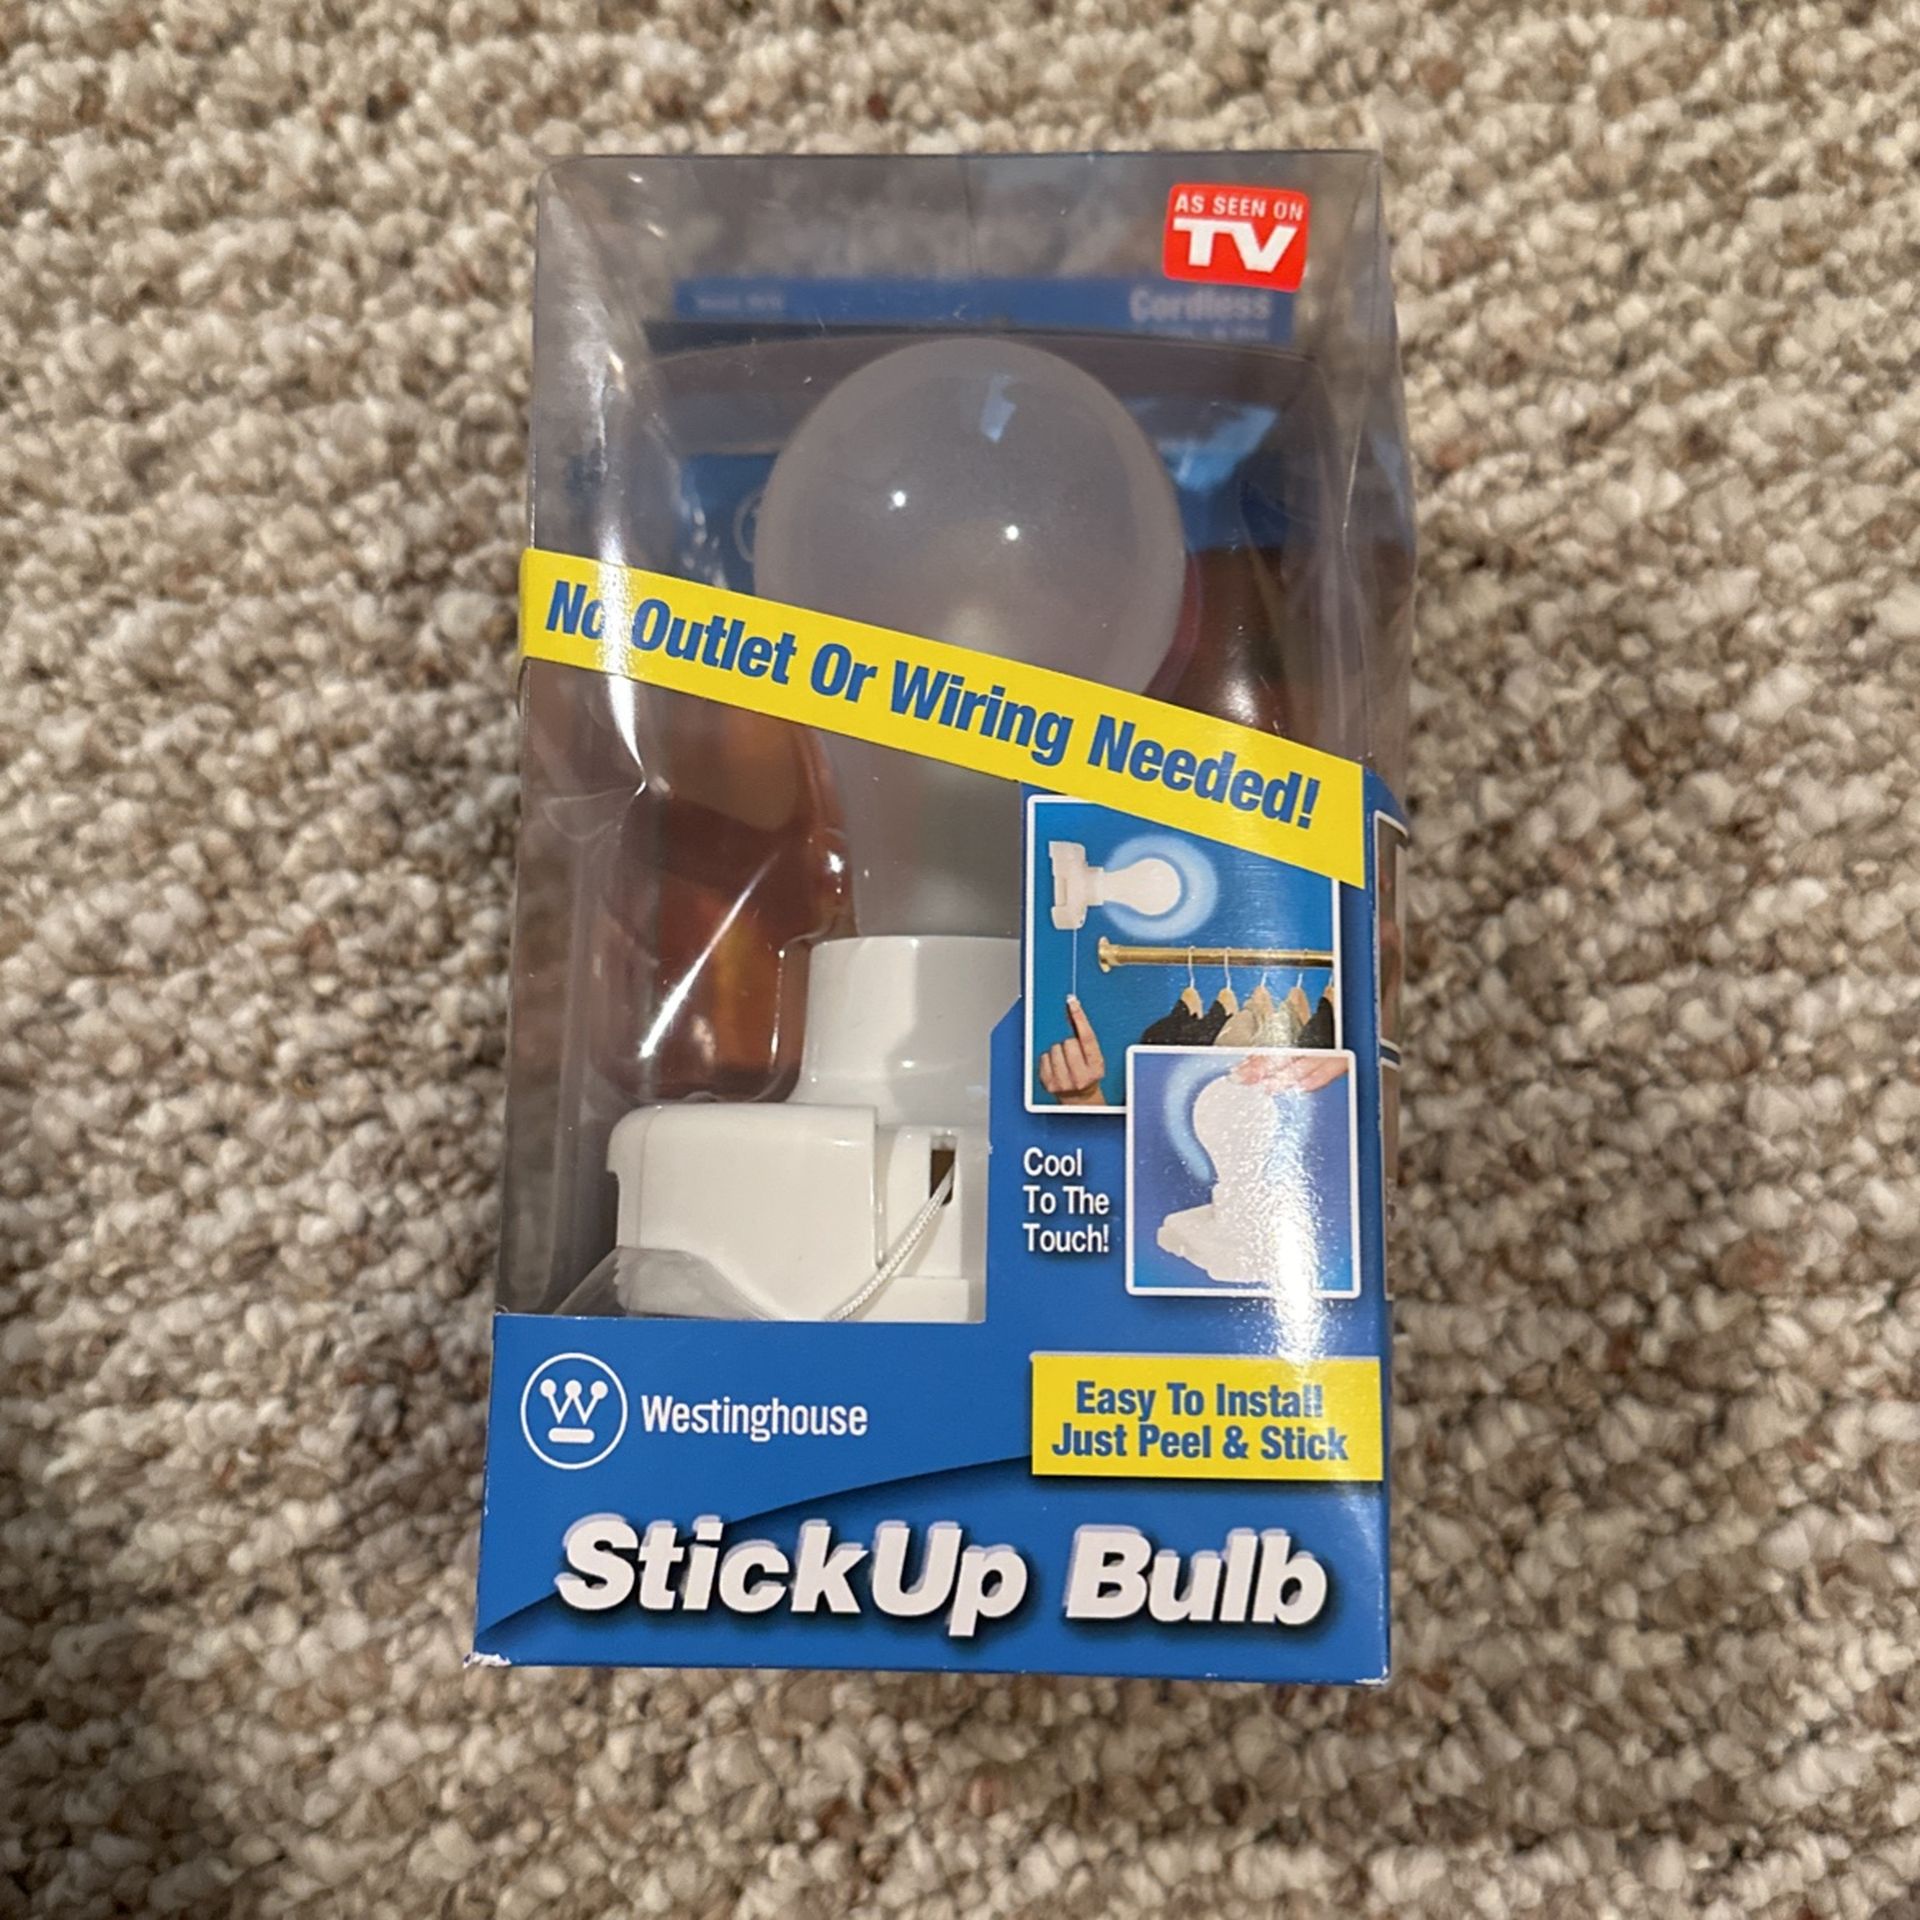 AS SEEN ON
TV
Cordless
No Outlet Or Wiring Needed!
Cool
To The
Touch!
W
Westinghouse
Easy To Install
Just Peel & Stick
StickUp Bulb